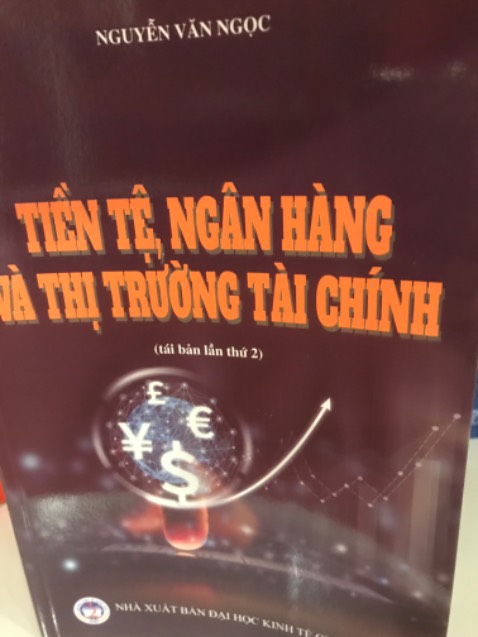 NGUYỄN VĂN NGỌC
TIỀN TỆ, NGÂN HÀNG
VÀ THỊ TRƯỜNG TÀI CHÍNH
(tái bản lần thứ 2)
£
€
¥
$
NHÀ XUẤT BẢN ĐẠI HỌC KINH TẾ